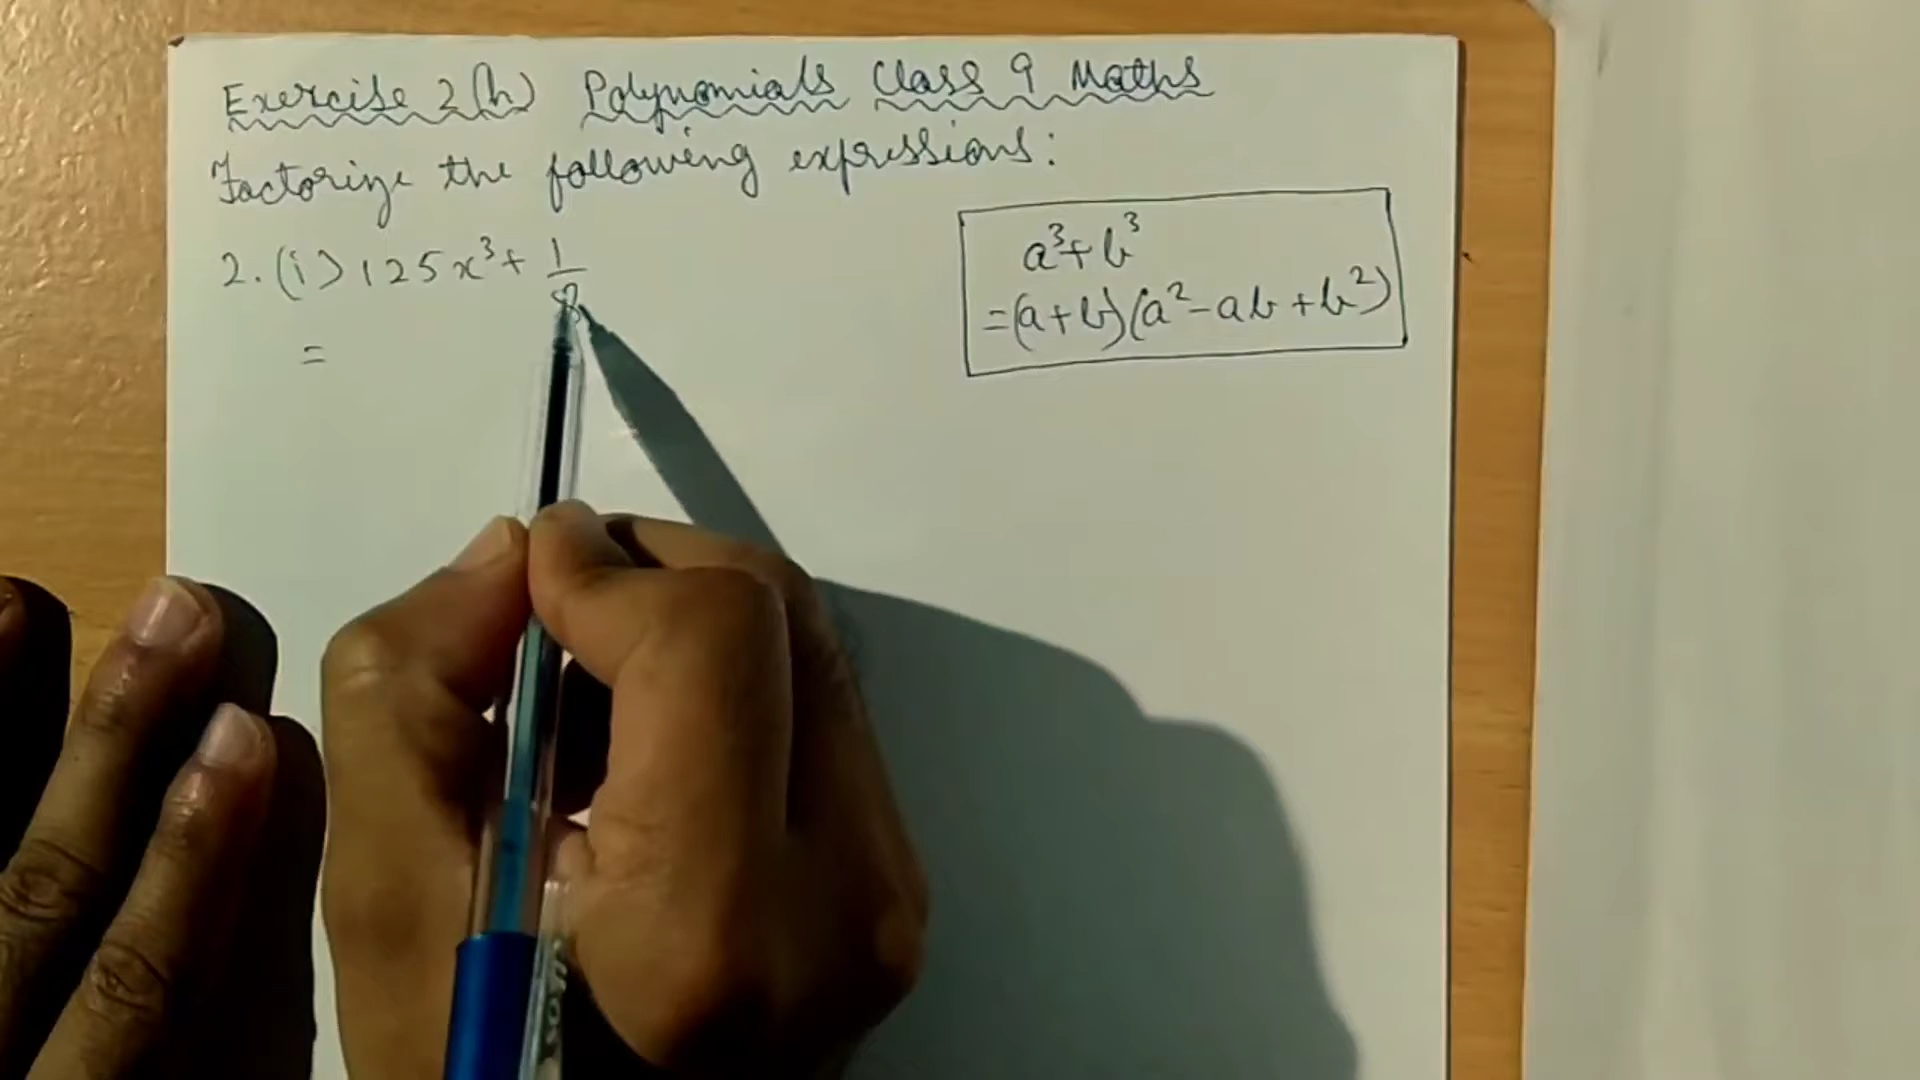 Exercise 2(h) Polynomials Class 9 Maths
Factorize the following expressions:
2. (i) 125x³ + 1/8
=
a³+b³
=(a+b)(a²-ab+b²)